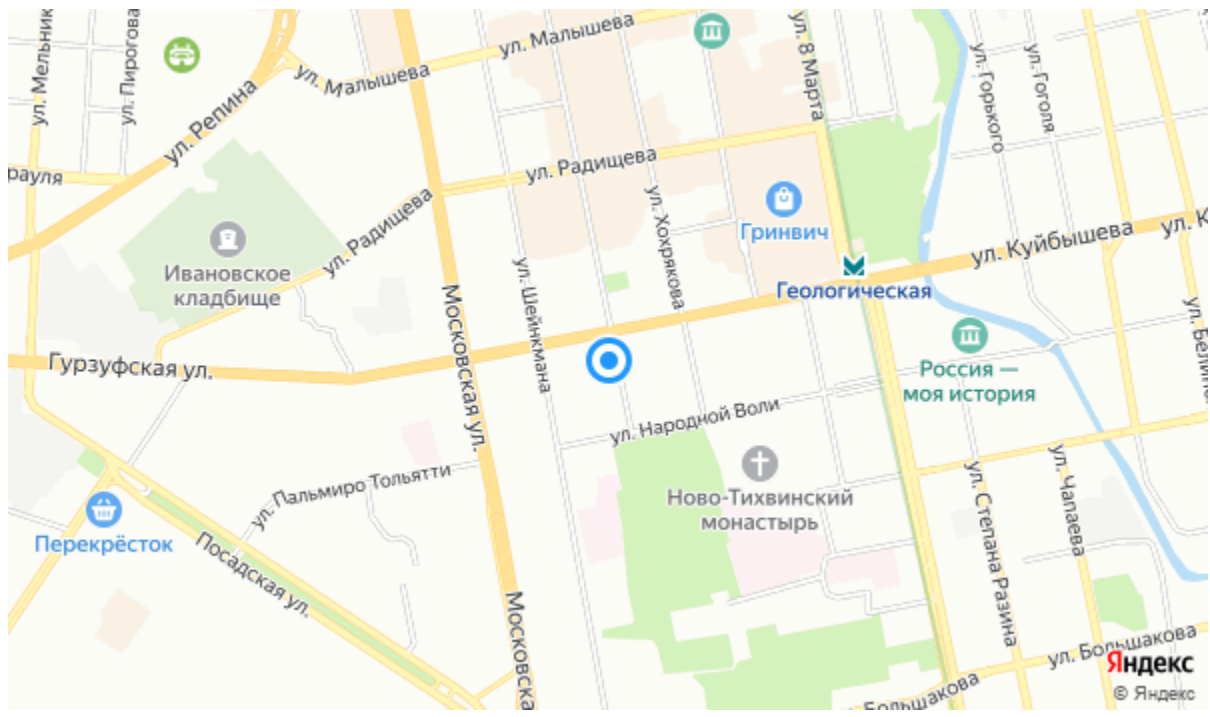 ул. Мельник
ул. Пирогова
ул. Малышева
ул. Малышева
ул. 8 Марта
ул. Горького
ул. Гоголя
ул. Репина
рауля
ул. Радищева
ул. Радищева
ул. Хохрякова
Гринвич
ул. Куйбышева
ул. К
Ивановское
кладбище
ул. Шейнкмана
Московская ул.
Геологическая
Гурзуфская ул.
Россия —
моя история
ул. Белин
ул. Народной Воли
ул. Пальмиро Тольятти
Ново-Тихвинский
монастырь
ул. Степана Разина
ул. Чапаева
Перекрёсток
Посадская ул.
Московска
ул. Большакова
Большакова
Яндекс
© Яндекс